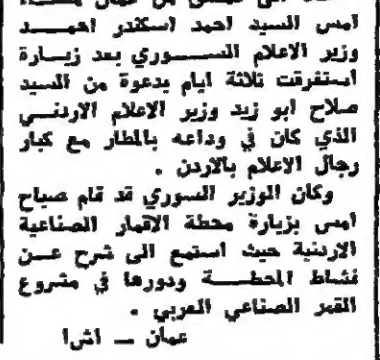 امس السيد احمد اسكندر احمد
وزير الاعلام السوري بعد زيارة
استغرقت ثلاثة ايام بدعوة من السيد
صلاح ابو زيد وزير الاعلام الاردني
الذي كان في وداعه بالمطار مع كبار
رجال الاعلام بالاردن .
وكان الوزير السوري قد قام صباح
امس بزيارة محطة الاقمار الصناعية
الاردنية حيث استمع الى شرح عن
نشاط المحطة ودورها في مشروع
القمر الصناعي العربي .
عمان ـ اشا